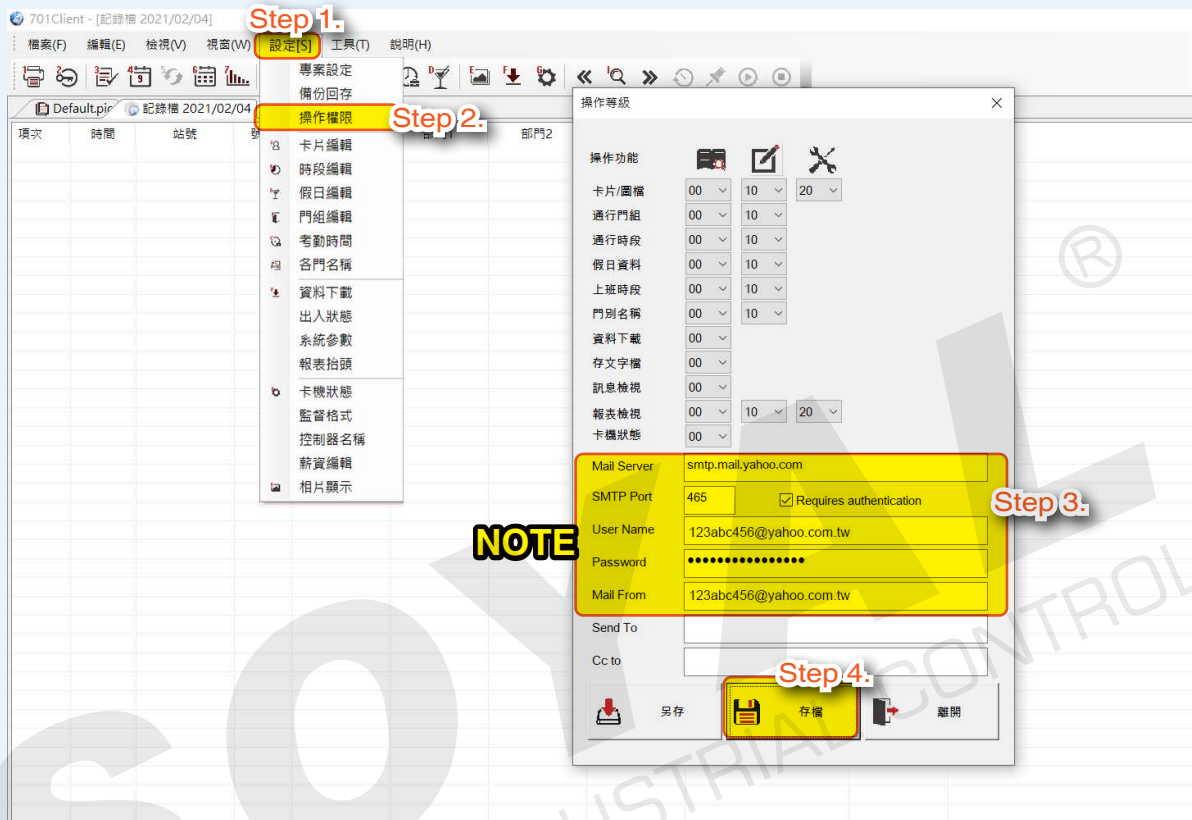 701Client - [記錄檔 2021/02/04]
Step 1.
檔案(F) 編輯(E) 檢視(V) 視窗(W) 設定[S] 工具(T) 說明(H)
Default.pic 記錄檔 2021/02/04
項次 時間 站號 部門2
專案設定
備份回存
操作權限
Step 2.
卡片編輯
時段編輯
假日編輯
門組編輯
考勤時間
各門名稱
資料下載
出入狀態
系統參數
報表抬頭
卡機狀態
監督格式
控制器名稱
薪資編輯
相片顯示
操作等級
操作功能
卡片/圖檔 00 10 20
通行門組 00 10
通行時段 00 10
假日資料 00 10
上班時段 00 10
門別名稱 00 10
資料下載 00
存文字檔 00
訊息檢視 00
報表檢視 00 10 20
卡機狀態 00
Mail Server smtp.mail.yahoo.com
SMTP Port 465 Requires authentication
Step 3.
NOTE
User Name 123abc456@yahoo.com.tw
Password ••••••••••••••••
Mail From 123abc456@yahoo.com.tw
Send To
Cc to
Step 4.
另存 存檔 離開
SOYAL ®
USTRIAL CONTROL